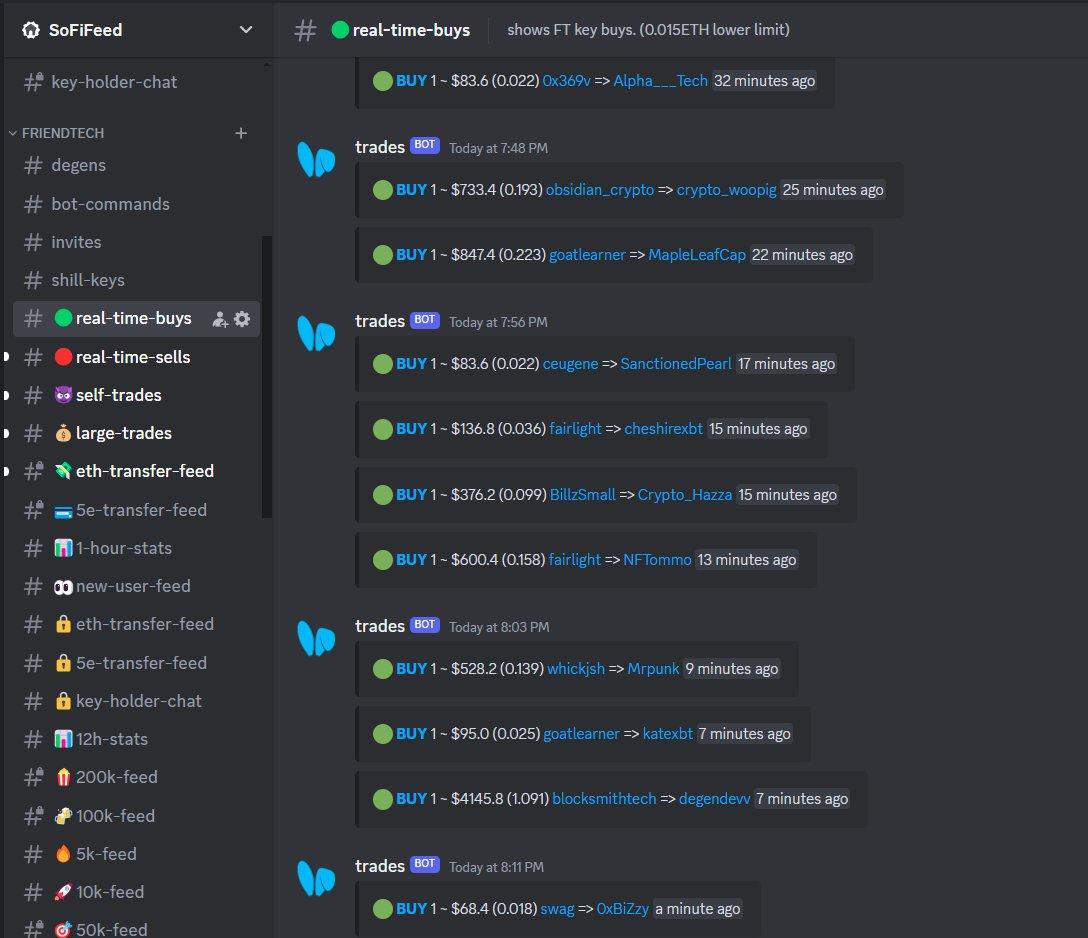 SoFiFeed
key-holder-chat
FRIENDTECH
degens
bot-commands
invites
shill-keys
real-time-buys
real-time-sells
self-trades
large-trades
eth-transfer-feed
5e-transfer-feed
1-hour-stats
new-user-feed
eth-transfer-feed
5e-transfer-feed
key-holder-chat
12h-stats
200k-feed
100k-feed
5k-feed
10k-feed
50k-feed
real-time-buys shows FT key buys. (0.015ETH lower limit)
BUY 1 ~ $83.6 (0.022) 0x369v => Alpha___Tech 32 minutes ago
trades BOT Today at 7:48 PM
BUY 1 ~ $733.4 (0.193) obsidian_crypto => crypto_woopig 25 minutes ago
BUY 1 ~ $847.4 (0.223) goatlearner => MapleLeafCap 22 minutes ago
trades BOT Today at 7:56 PM
BUY 1 ~ $83.6 (0.022) ceugene => SanctionedPearl 17 minutes ago
BUY 1 ~ $136.8 (0.036) fairlight => cheshirexbt 15 minutes ago
BUY 1 ~ $376.2 (0.099) BillzSmall => Crypto_Hazza 15 minutes ago
BUY 1 ~ $600.4 (0.158) fairlight => NFTommo 13 minutes ago
trades BOT Today at 8:03 PM
BUY 1 ~ $528.2 (0.139) whickjsh => Mrpunk 9 minutes ago
BUY 1 ~ $95.0 (0.025) goatlearner => katexbt 7 minutes ago
BUY 1 ~ $4145.8 (1.091) blocksmithtech => degendevv 7 minutes ago
trades BOT Today at 8:11 PM
BUY 1 ~ $68.4 (0.018) swag => 0xBiZzy a minute ago